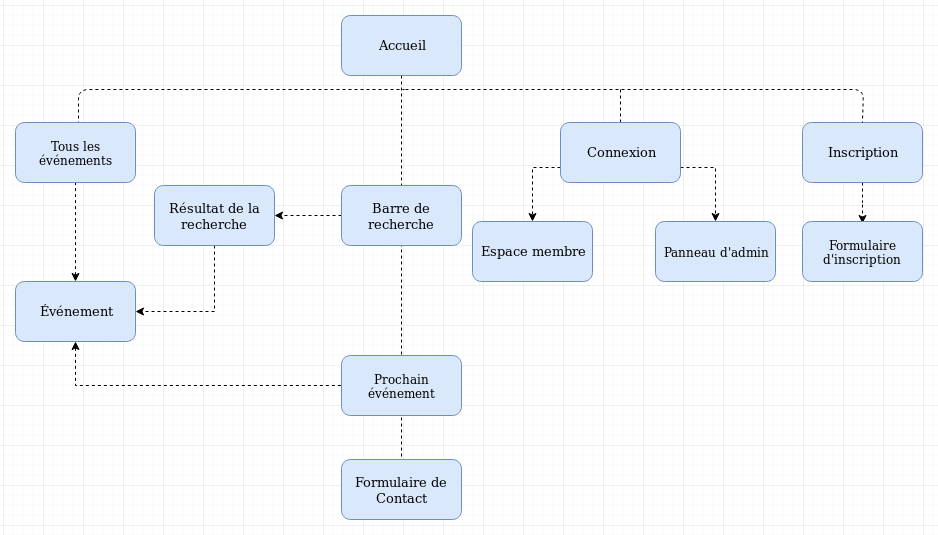 Accueil
Tous les
événements
Connexion
Inscription
Résultat de la
recherche
Barre de
recherche
Espace membre
Panneau d'admin
Formulaire
d'inscription
Événement
Prochain
événement
Formulaire de
Contact